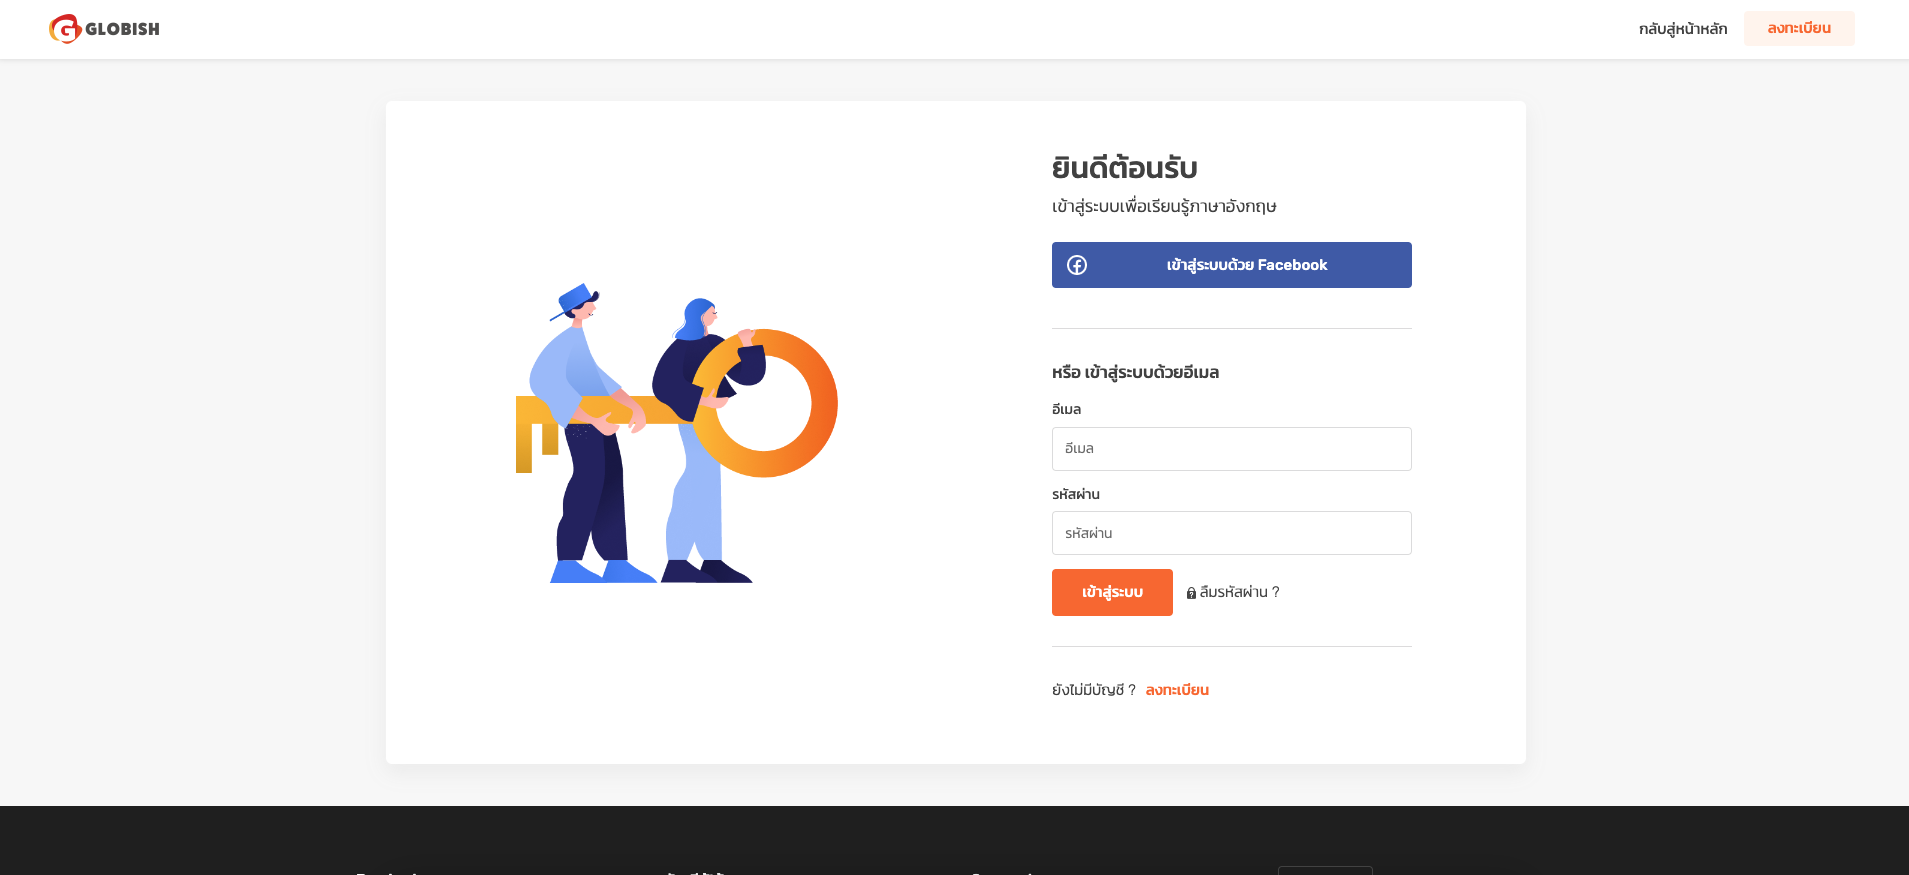 GLOBISH
กลับสู่หน้าหลัก
ลงทะเบียน
ยินดีต้อนรับ
เข้าสู่ระบบเพื่อเรียนรู้ภาษาอังกฤษ
เข้าสู่ระบบด้วย Facebook
หรือ เข้าสู่ระบบด้วยอีเมล
อีเมล
อีเมล
รหัสผ่าน
รหัสผ่าน
เข้าสู่ระบบ
ลืมรหัสผ่าน ?
ยังไม่มีบัญชี ? ลงทะเบียน